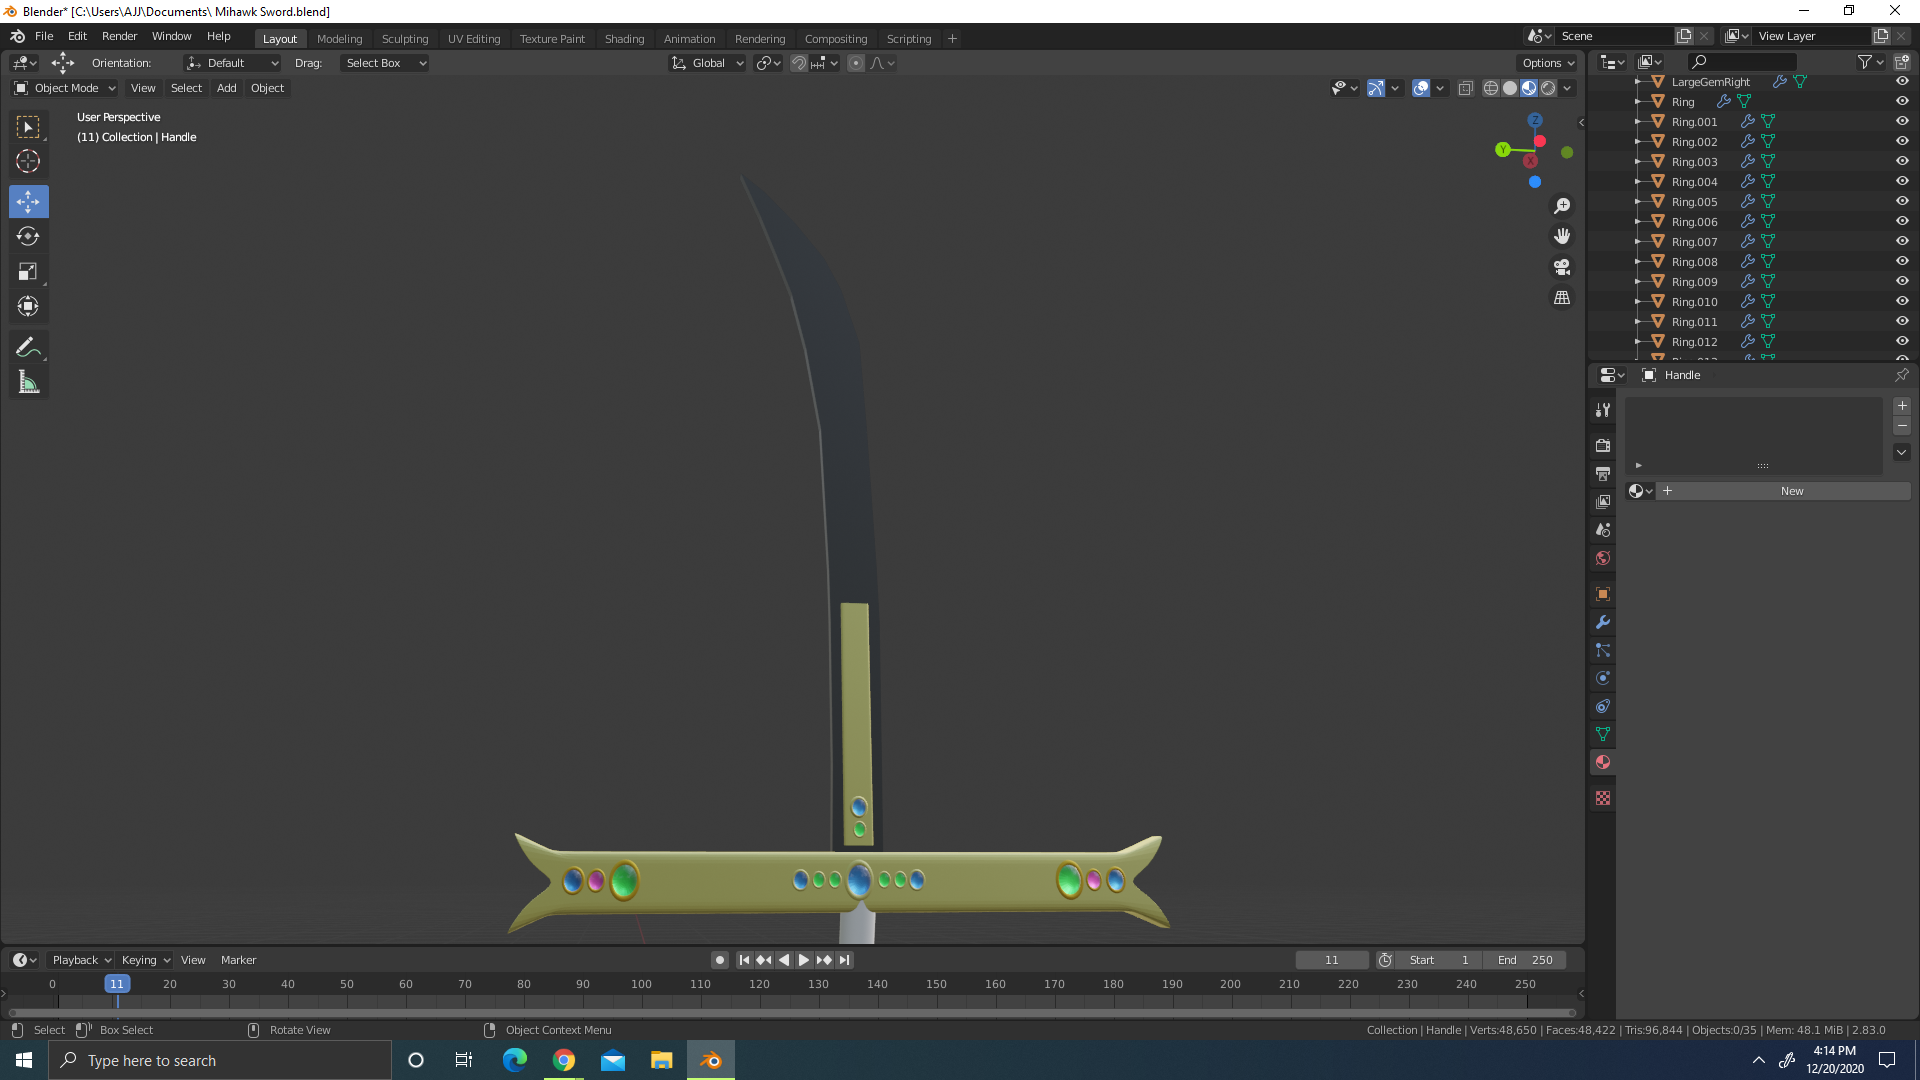 Blender* [C:\Users\AJJ\Documents\ Mihawk Sword.blend]
File Edit Render Window Help Layout Modeling Sculpting UV Editing Texture Paint Shading Animation Rendering Compositing Scripting + Scene View Layer
Orientation: Default Drag: Select Box Global Options
Object Mode View Select Add Object
User Perspective
(11) Collection | Handle
Z
Y
X
LargeGemRight
Ring
Ring.001
Ring.002
Ring.003
Ring.004
Ring.005
Ring.006
Ring.007
Ring.008
Ring.009
Ring.010
Ring.011
Ring.012
Handle
New
Playback Keying View Marker 11 Start 1 End 250
0 11 20 30 40 50 60 70 80 90 100 110 120 130 140 150 160 170 180 190 200 210 220 230 240 250
Select Box Select Rotate View Object Context Menu Collection | Handle | Verts:48,650 | Faces:48,422 | Tris:96,844 | Objects:0/35 | Mem: 48.1 MiB | 2.83.0
Type here to search
4:14 PM
12/20/2020